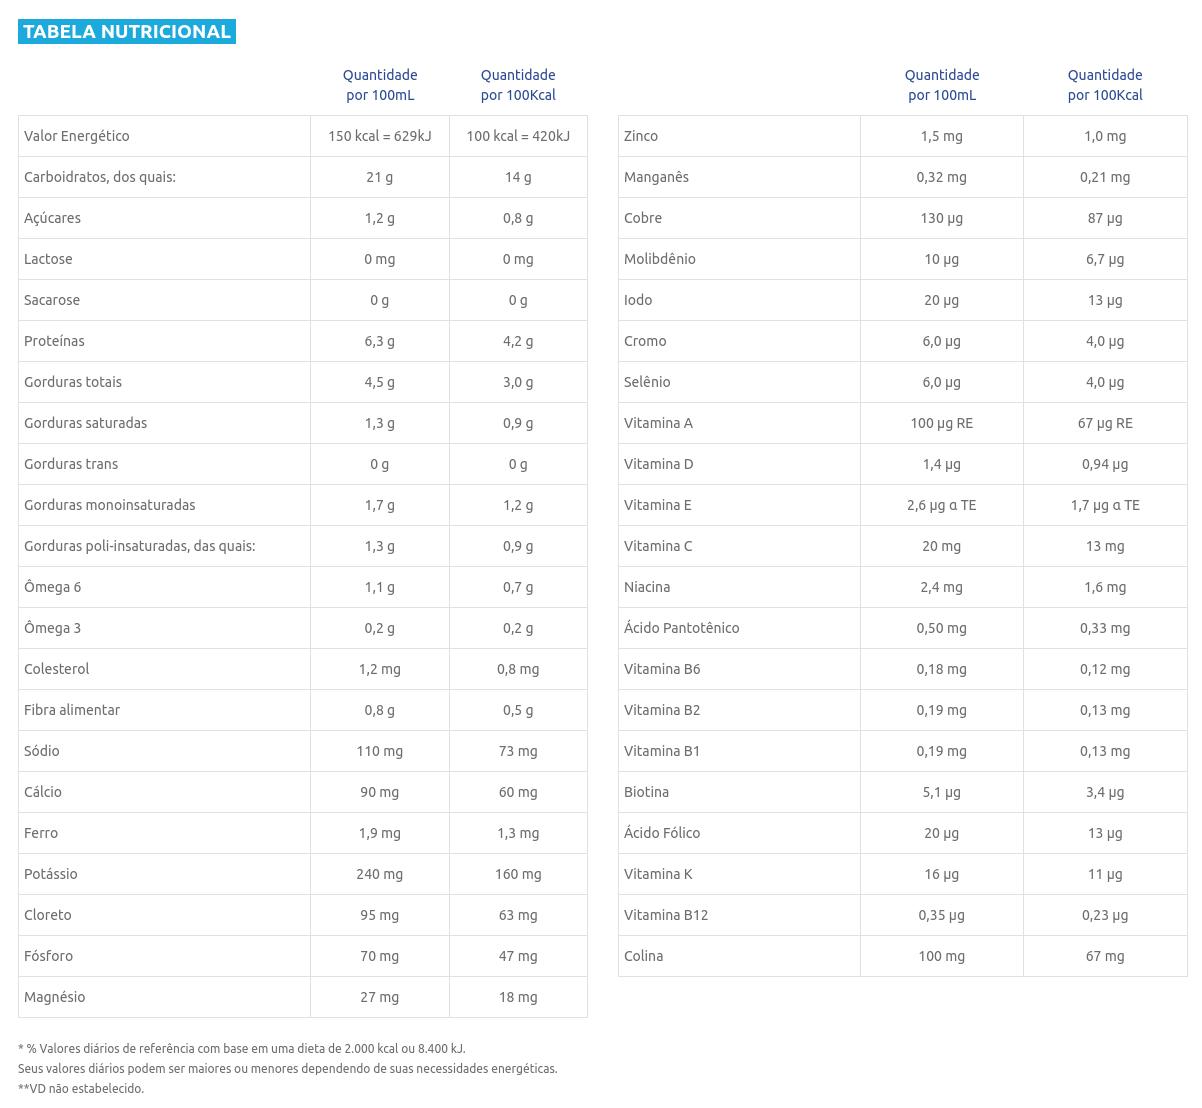 TABELA NUTRICIONAL
Quantidade por 100mL Quantidade por 100Kcal
Valor Energético 150 kcal = 629kJ 100 kcal = 420kJ
Carboidratos, dos quais: 21 g 14 g
Açúcares 1,2 g 0,8 g
Lactose 0 mg 0 mg
Sacarose 0 g 0 g
Proteínas 6,3 g 4,2 g
Gorduras totais 4,5 g 3,0 g
Gorduras saturadas 1,3 g 0,9 g
Gorduras trans 0 g 0 g
Gorduras monoinsaturadas 1,7 g 1,2 g
Gorduras poli-insaturadas, das quais: 1,3 g 0,9 g
Ômega 6 1,1 g 0,7 g
Ômega 3 0,2 g 0,2 g
Colesterol 1,2 mg 0,8 mg
Fibra alimentar 0,8 g 0,5 g
Sódio 110 mg 73 mg
Cálcio 90 mg 60 mg
Ferro 1,9 mg 1,3 mg
Potássio 240 mg 160 mg
Cloreto 95 mg 63 mg
Fósforo 70 mg 47 mg
Magnésio 27 mg 18 mg
Quantidade por 100mL Quantidade por 100Kcal
Zinco 1,5 mg 1,0 mg
Manganês 0,32 mg 0,21 mg
Cobre 130 µg 87 µg
Molibdênio 10 µg 6,7 µg
Iodo 20 µg 13 µg
Cromo 6,0 µg 4,0 µg
Selênio 6,0 µg 4,0 µg
Vitamina A 100 µg RE 67 µg RE
Vitamina D 1,4 µg 0,94 µg
Vitamina E 2,6 µg α TE 1,7 µg α TE
Vitamina C 20 mg 13 mg
Niacina 2,4 mg 1,6 mg
Ácido Pantotênico 0,50 mg 0,33 mg
Vitamina B6 0,18 mg 0,12 mg
Vitamina B2 0,19 mg 0,13 mg
Vitamina B1 0,19 mg 0,13 mg
Biotina 5,1 µg 3,4 µg
Ácido Fólico 20 µg 13 µg
Vitamina K 16 µg 11 µg
Vitamina B12 0,35 µg 0,23 µg
Colina 100 mg 67 mg
* % Valores diários de referência com base em uma dieta de 2.000 kcal ou 8.400 kJ.
Seus valores diários podem ser maiores ou menores dependendo de suas necessidades energéticas.
**VD não estabelecido.